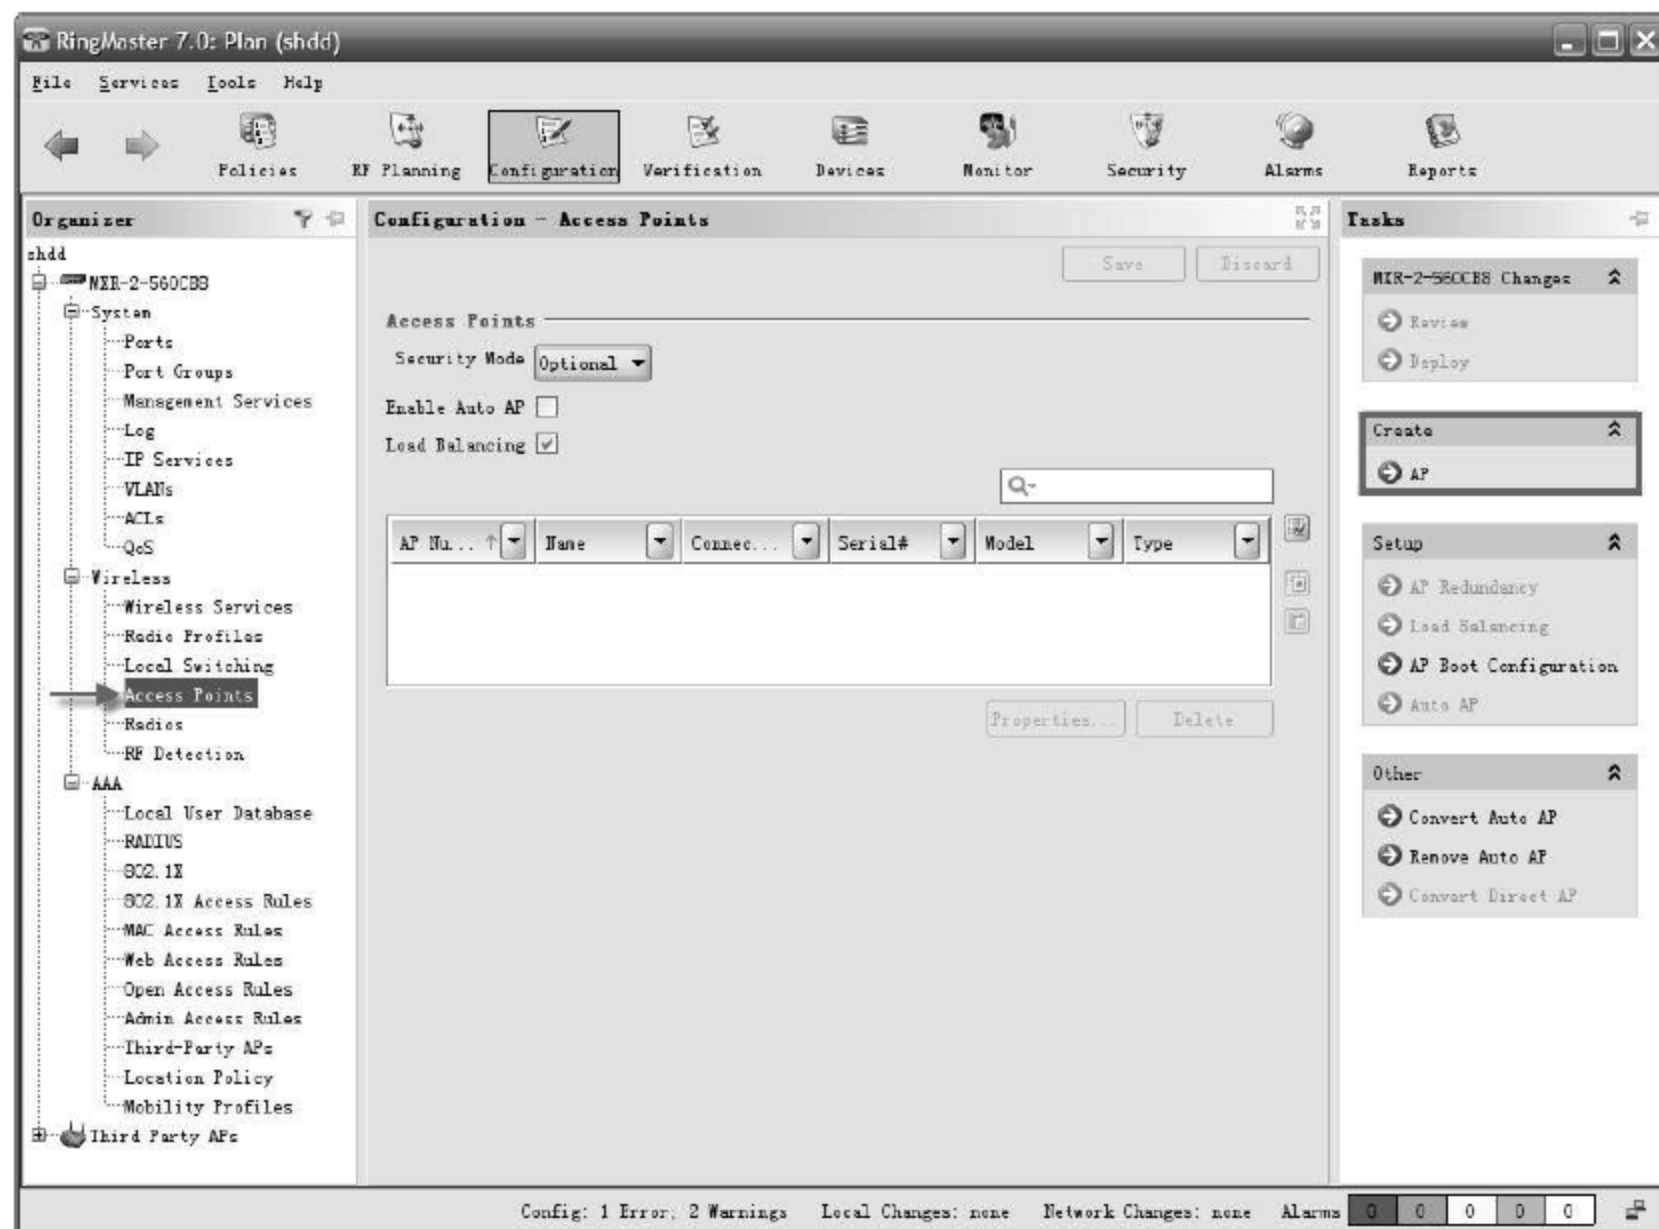 RingMaster 7.0: Plan (shdd)
File Services Tools Help
Policies RF Planning Configuration Verification Devices Monitor Security Alarms Reports
Organizer
shdd
MXR-2-560CB8
System
Ports
Port Groups
Management Services
Log
IP Services
VLANs
ACLs
QoS
Wireless
Wireless Services
Radio Profiles
Local Switching
Access Points
Radios
RF Detection
AAA
Local User Database
RADIUS
802.1X
802.1X Access Rules
MAC Access Rules
Web Access Rules
Open Access Rules
Admin Access Rules
Third-Party APs
Location Policy
Mobility Profiles
Third Party APs
Configuration - Access Points
Save Discard
Access Points
Security Mode Optional
Enable Auto AP
Load Balancing
AP Nu... Name Connec... Serial# Model Type
Properties... Delete
Tasks
MXR-2-560CB8 Changes
Review
Deploy
Create
AP
Setup
AP Redundancy
Load Balancing
AP Boot Configuration
Auto AP
Other
Convert Auto AP
Remove Auto AP
Convert Direct AP
Config: 1 Error, 2 Warnings Local Changes: none Network Changes: none Alarms 0 0 0 0 0